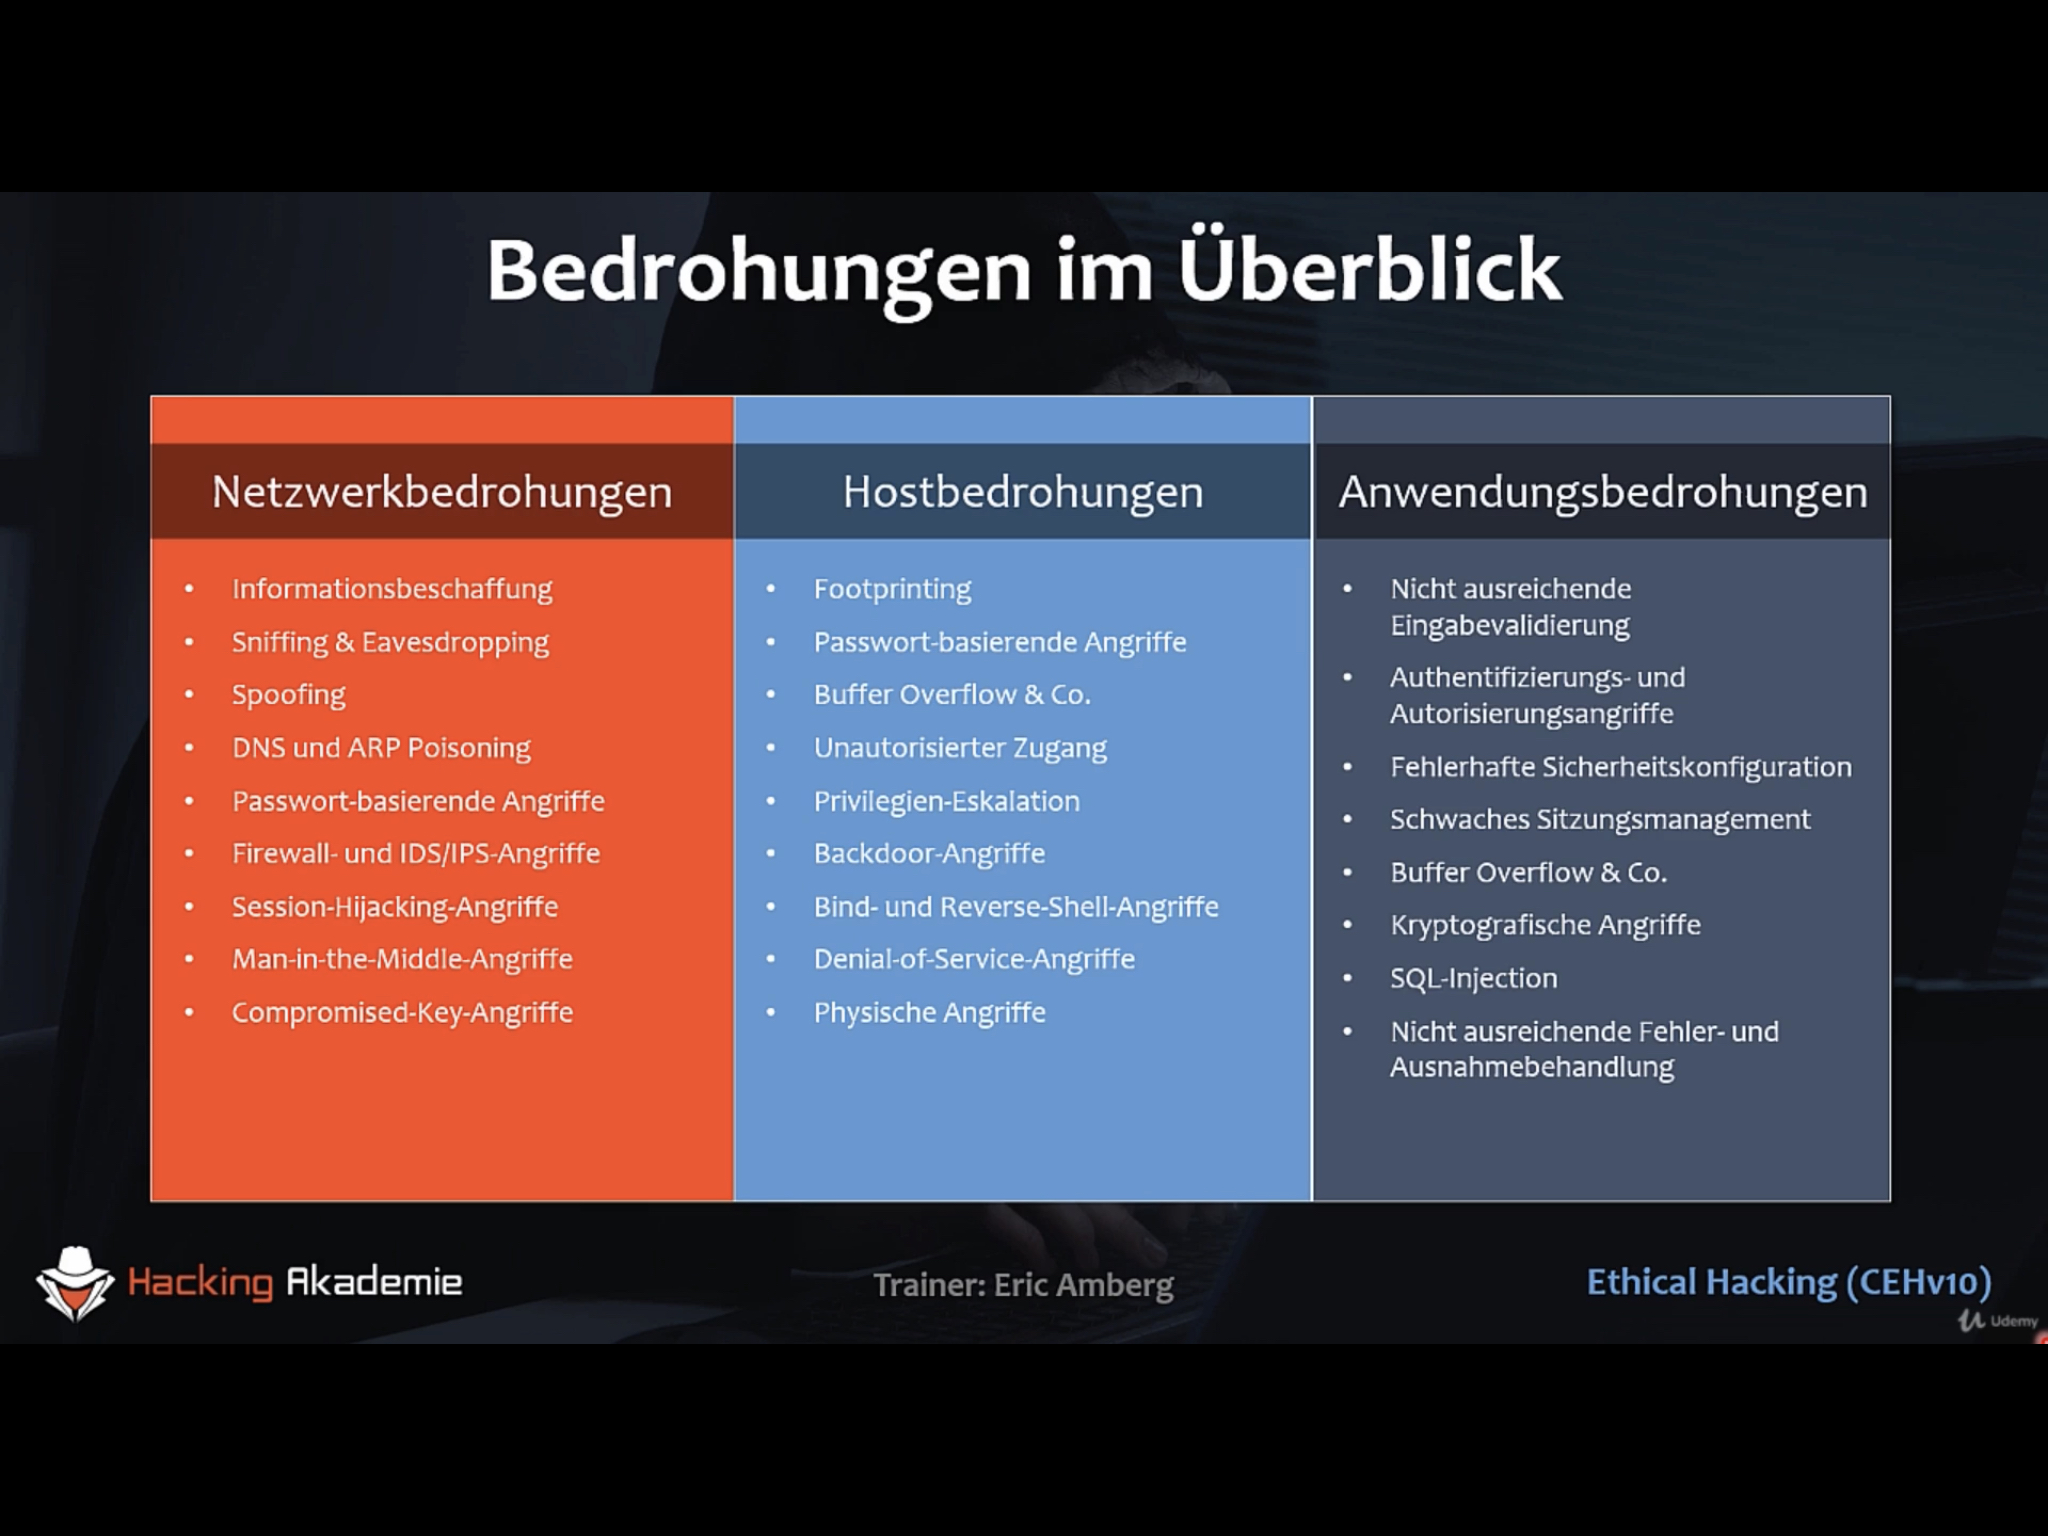 Bedrohungen im Überblick
Netzwerkbedrohungen
• Informationsbeschaffung
• Sniffing & Eavesdropping
• Spoofing
• DNS und ARP Poisoning
• Passwort-basierende Angriffe
• Firewall- und IDS/IPS-Angriffe
• Session-Hijacking-Angriffe
• Man-in-the-Middle-Angriffe
• Compromised-Key-Angriffe
Hostbedrohungen
• Footprinting
• Passwort-basierende Angriffe
• Buffer Overflow & Co.
• Unautorisierter Zugang
• Privilegien-Eskalation
• Backdoor-Angriffe
• Bind- und Reverse-Shell-Angriffe
• Denial-of-Service-Angriffe
• Physische Angriffe
Anwendungsbedrohungen
• Nicht ausreichende
Eingabevalidierung
• Authentifizierungs- und
Autorisierungsangriffe
• Fehlerhafte Sicherheitskonfiguration
• Schwaches Sitzungsmanagement
• Buffer Overflow & Co.
• Kryptografische Angriffe
• SQL-Injection
• Nicht ausreichende Fehler- und
Ausnahmebehandlung
Hacking Akademie
Trainer: Eric Amberg
Ethical Hacking (CEHv10)
Udemy